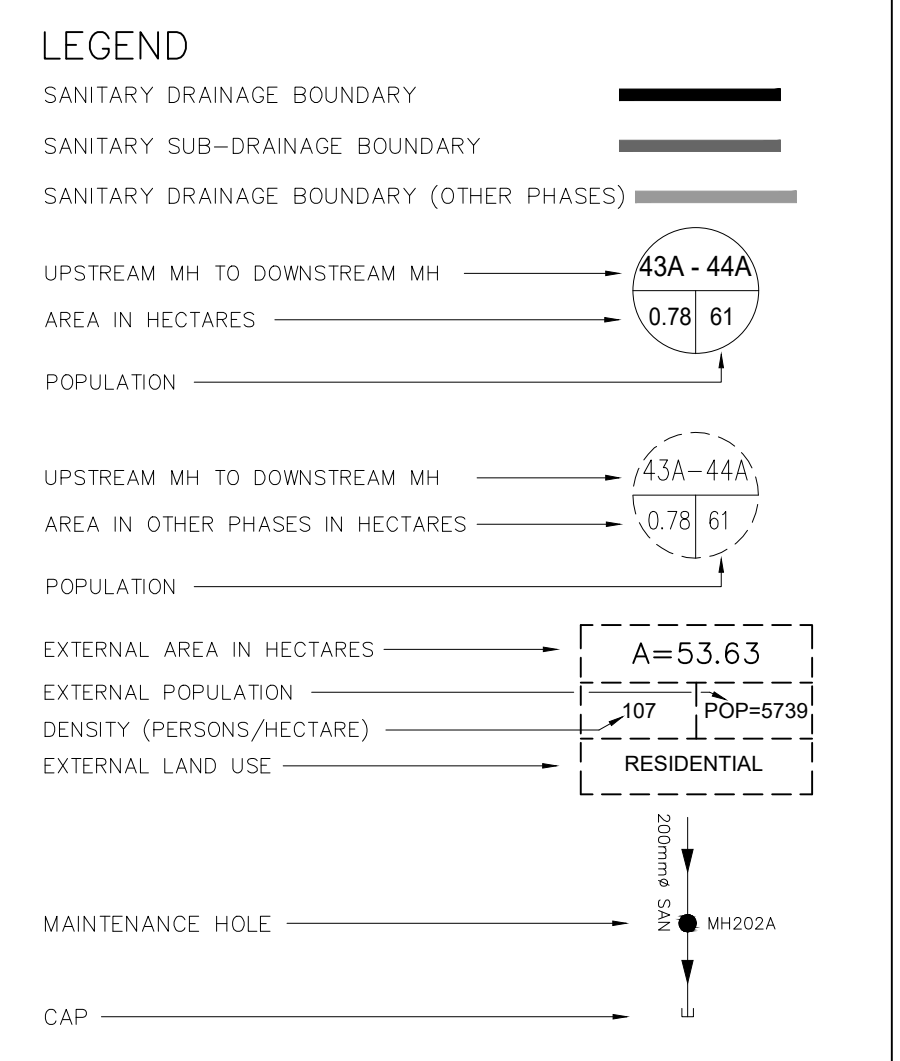 LEGEND
SANITARY DRAINAGE BOUNDARY
SANITARY SUB-DRAINAGE BOUNDARY
SANITARY DRAINAGE BOUNDARY (OTHER PHASES)
UPSTREAM MH TO DOWNSTREAM MH
43A - 44A
AREA IN HECTARES
0.78 61
POPULATION
UPSTREAM MH TO DOWNSTREAM MH
43A-44A
AREA IN OTHER PHASES IN HECTARES
0.78 61
POPULATION
EXTERNAL AREA IN HECTARES
A=53.63
EXTERNAL POPULATION
107 POP=5739
DENSITY (PERSONS/HECTARE)
EXTERNAL LAND USE
RESIDENTIAL
200mmø SAN
MAINTENANCE HOLE
MH202A
CAP